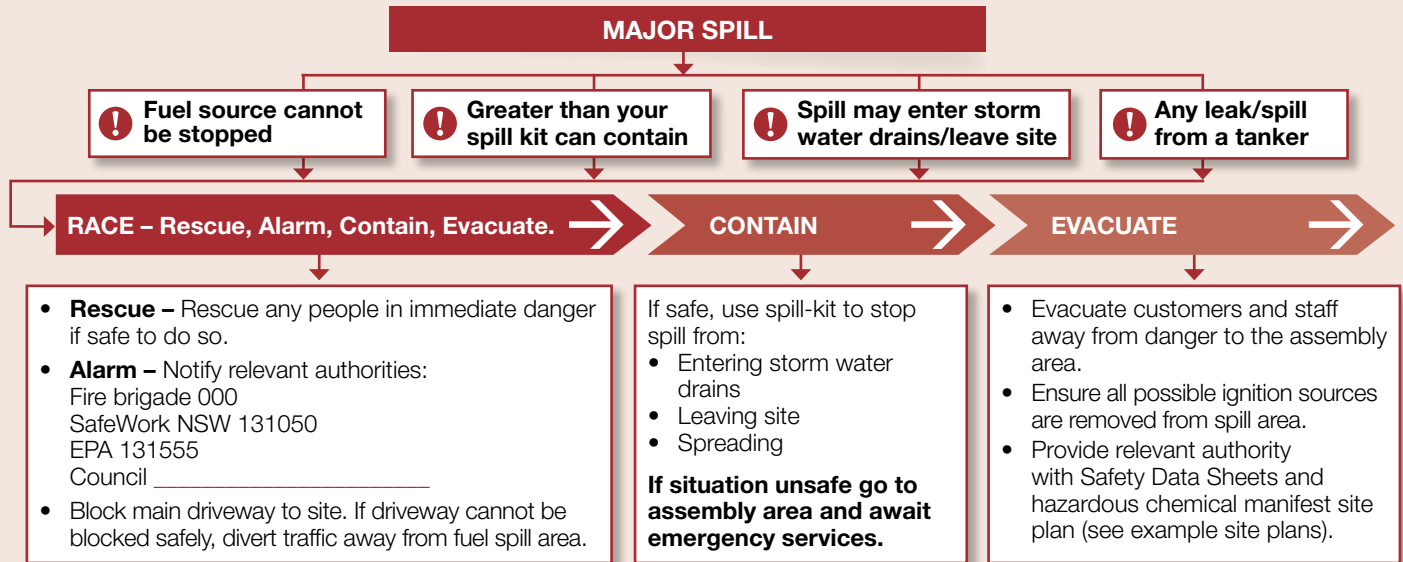 MAJOR SPILL
Fuel source cannot
be stopped
Greater than your
spill kit can contain
Spill may enter storm
water drains/leave site
Any leak/spill
from a tanker
RACE – Rescue, Alarm, Contain, Evacuate.
CONTAIN
EVACUATE
• Rescue – Rescue any people in immediate danger
if safe to do so.
• Alarm – Notify relevant authorities:
Fire brigade 000
SafeWork NSW 131050
EPA 131555
Council _______________________
• Block main driveway to site. If driveway cannot be
blocked safely, divert traffic away from fuel spill area.
If safe, use spill-kit to stop
spill from:
• Entering storm water
drains
• Leaving site
• Spreading
If situation unsafe go to
assembly area and await
emergency services.
• Evacuate customers and staff
away from danger to the assembly
area.
• Ensure all possible ignition sources
are removed from spill area.
• Provide relevant authority
with Safety Data Sheets and
hazardous chemical manifest site
plan (see example site plans).